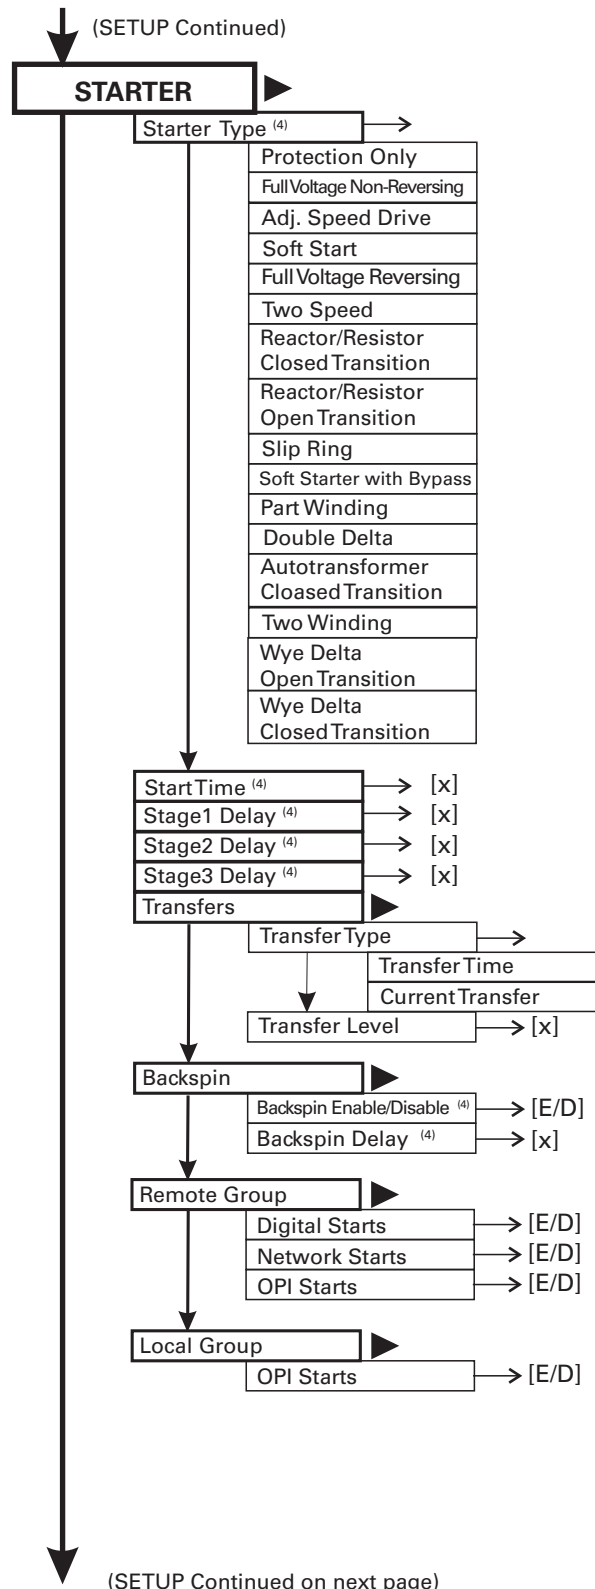 (SETUP Continued)
STARTER
Starter Type (4)
Protection Only
Full Voltage Non-Reversing
Adj. Speed Drive
Soft Start
Full Voltage Reversing
Two Speed
Reactor/Resistor
Closed Transition
Reactor/Resistor
Open Transition
Slip Ring
Soft Starter with Bypass
Part Winding
Double Delta
Autotransformer
Cloased Transition
Two Winding
Wye Delta
Open Transition
Wye Delta
Closed Transition
Start Time (4) [x]
Stage1 Delay (4) [x]
Stage2 Delay (4) [x]
Stage3 Delay (4) [x]
Transfers
Transfer Type
Transfer Time
Current Transfer
Transfer Level [x]
Backspin
Backspin Enable/Disable (4) [E/D]
Backspin Delay (4) [x]
Remote Group
Digital Starts [E/D]
Network Starts [E/D]
OPI Starts [E/D]
Local Group
OPI Starts [E/D]
(SETUP Continued on next page)